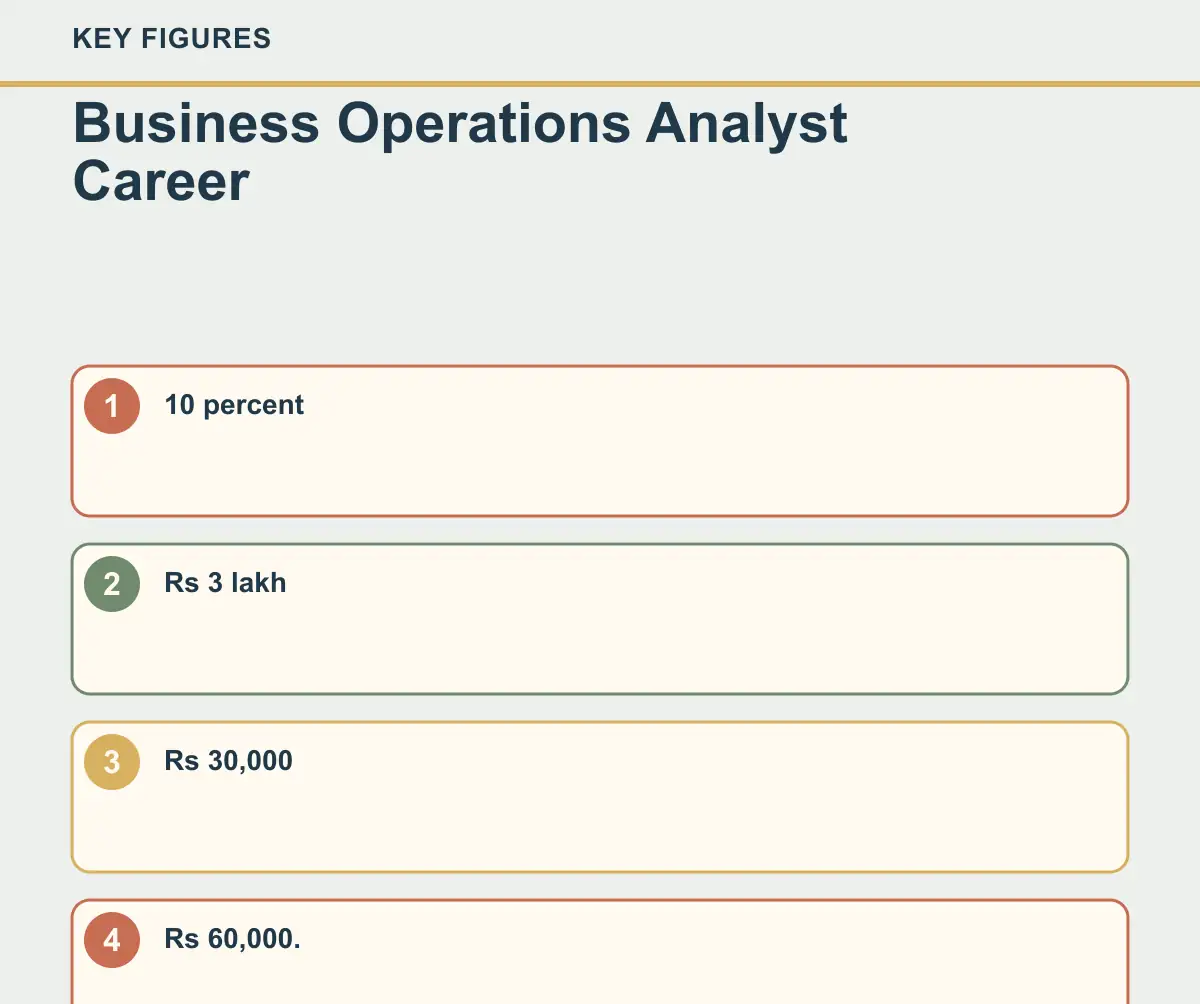 KEY FIGURES
Business Operations Analyst
Career
1
10 percent
2
Rs 3 lakh
3
Rs 30,000
4
Rs 60,000.